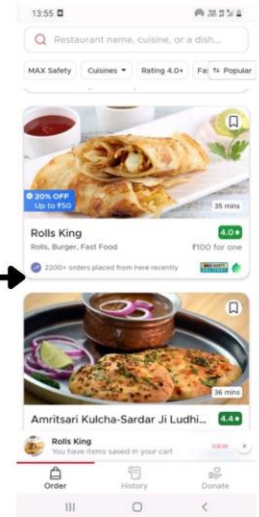 13:55
Restaurant name, cuisine, or a dish...
MAX Safety Cuisines Rating 4.0+ Fas Popular
20% OFF
Up to ₹50
35 mins
Rolls King 4.0★
Rolls, Burger, Fast Food ₹100 for one
2200+ orders placed from here recently
36 mins
Amritsari Kulcha-Sardar Ji Ludhi... 4.4★
Rolls King
You have items saved in your cart
VIEW
Order History Donate